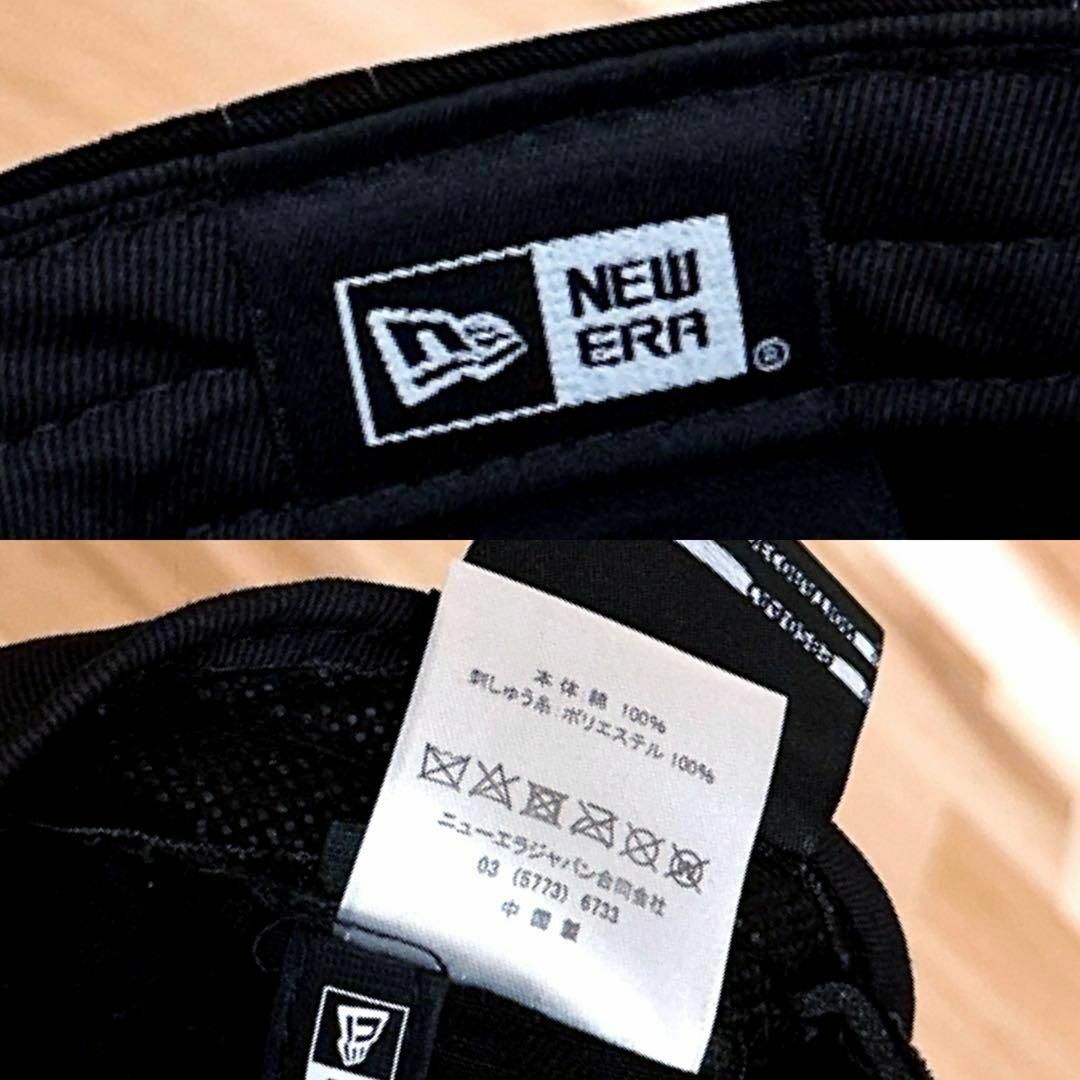 NEW
ERA
®
本体 綿 100%
刺しゅう糸:ポリエステル 100%
ニューエラジャパン合同会社
03 (5773) 6733
中国製